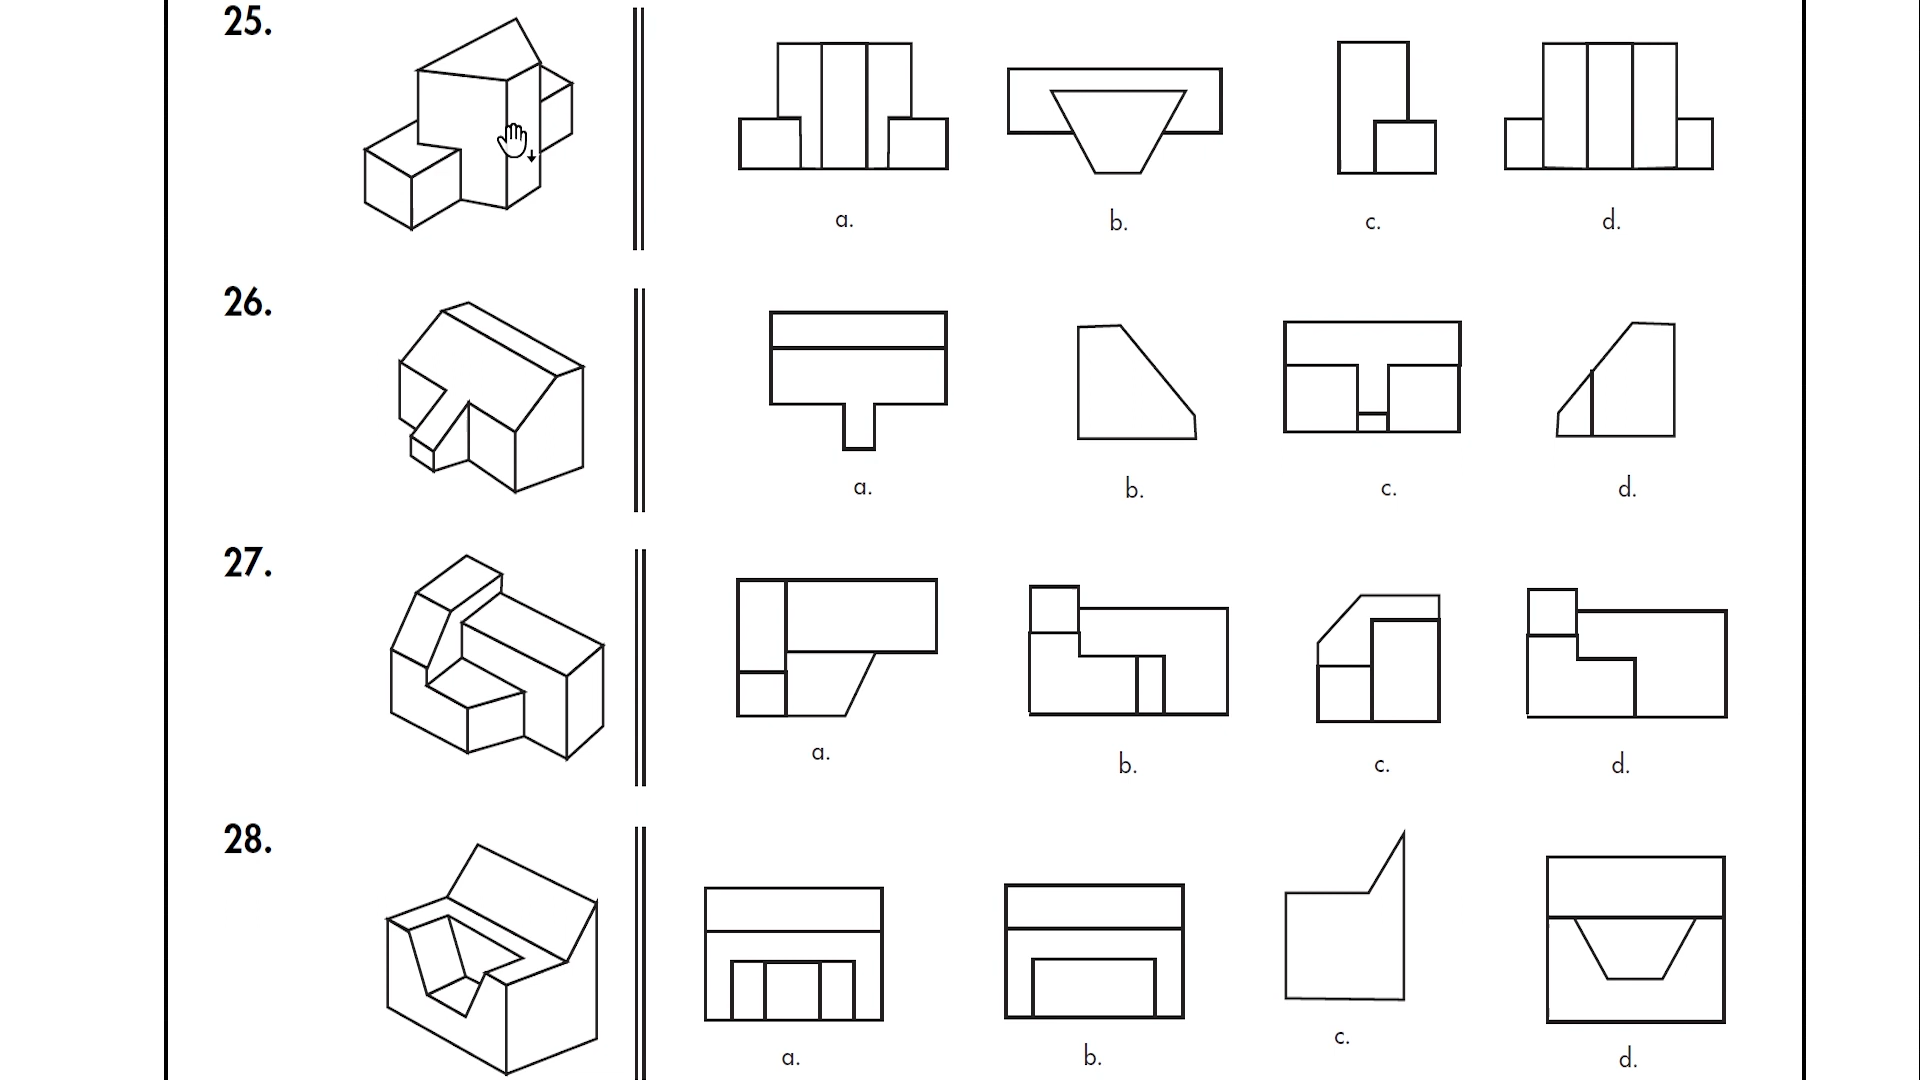 25.
a. b. c. d.
26.
a. b. c. d.
27.
a. b. c. d.
28.
a. b. c. d.